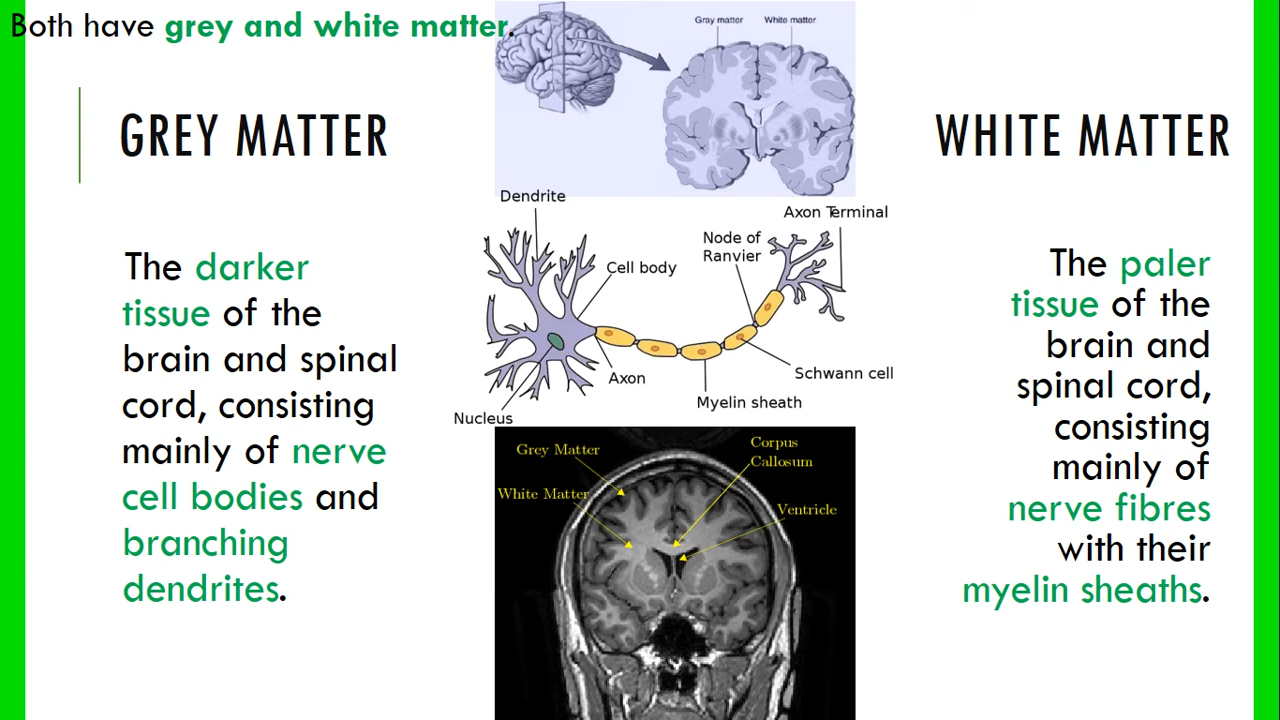 Both have grey and white matter.
GREY MATTER
The darker
tissue of the
brain and spinal
cord, consisting
mainly of nerve
cell bodies and
branching
dendrites.
Gray matter
White matter
Dendrite
Cell body
Axon
Nucleus
Node of
Ranvier
Axon Terminal
Schwann cell
Myelin sheath
Grey Matter
White Matter
Corpus
Callosum
Ventricle
WHITE MATTER
The paler
tissue of the
brain and
spinal cord,
consisting
mainly of
nerve fibres
with their
myelin sheaths.